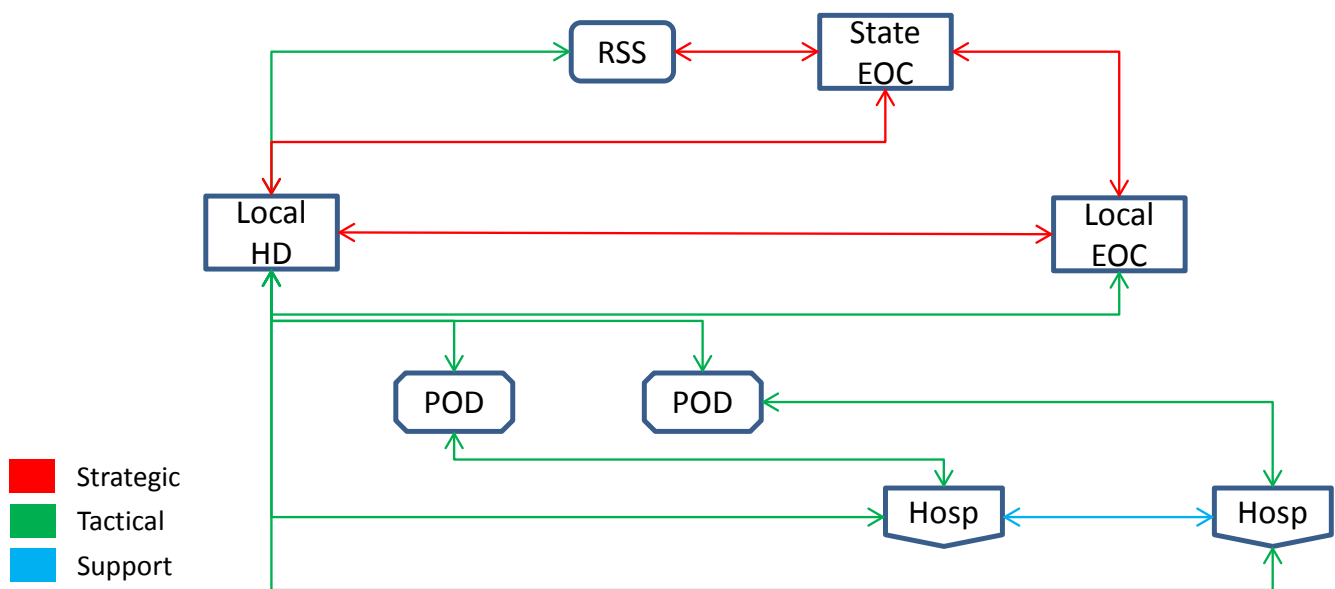 RSS
State
EOC
Local
HD
Local
EOC
POD
POD
Hosp
Hosp
Strategic
Tactical
Support